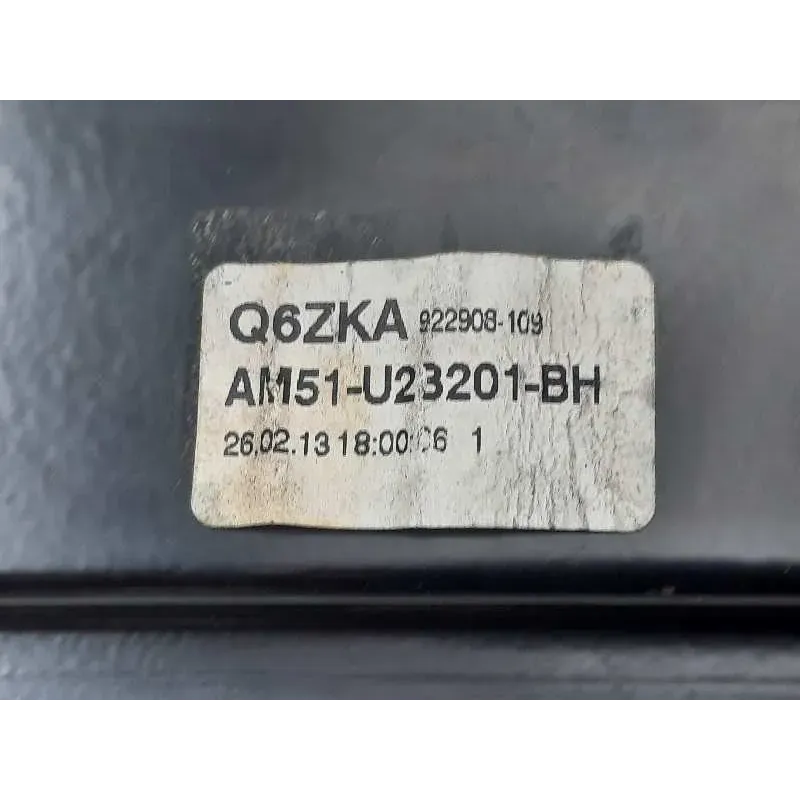 Q6ZKA 922908-109
AM51-U23201-BH
26.02.13 18:00:06 1